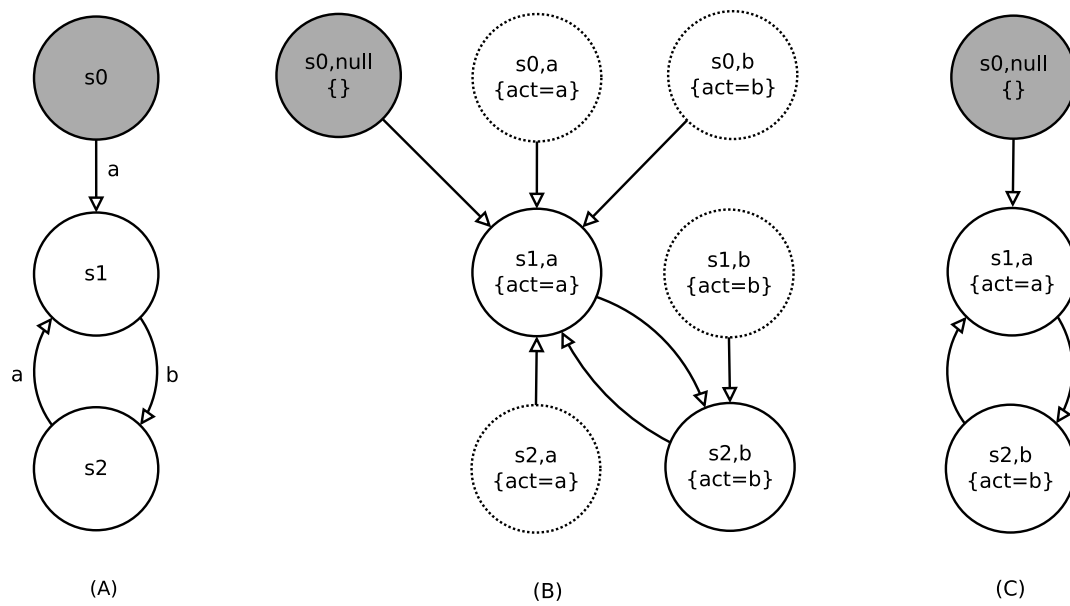 s0
a
s1
a
b
s2
(A)
s0,null
{}
s0,a
{act=a}
s0,b
{act=b}
s1,a
{act=a}
s1,b
{act=b}
s2,a
{act=a}
s2,b
{act=b}
(B)
s0,null
{}
s1,a
{act=a}
s2,b
{act=b}
(C)